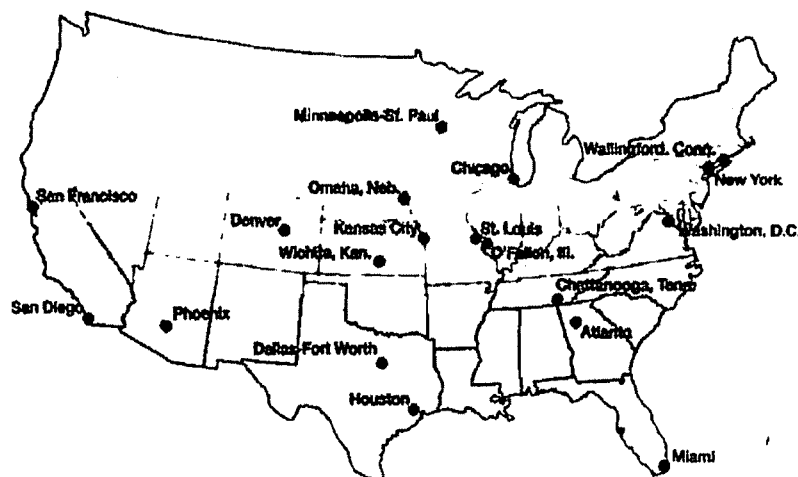 Minneapolis-St. Paul
Wallingford, Conn.
Chicago
New York
Omaha, Neb.
San Francisco
Denver
Kansas City
St. Louis
Washington, D.C.
O'Fallon, Ill.
Wichita, Kan.
Chattanooga, Tenn.
San Diego
Phoenix
Atlanta
Dallas-Fort Worth
Houston
Miami